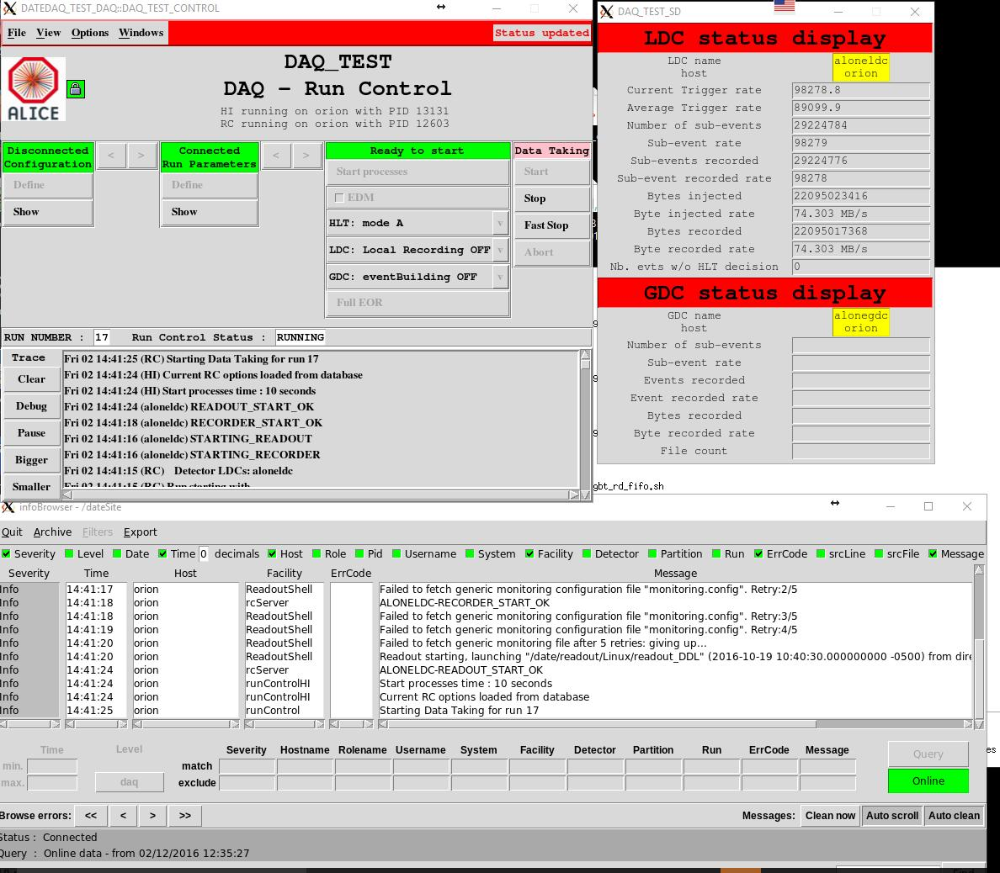 DATEDAQ_TEST_DAQ::DAQ_TEST_CONTROL
File View Options Windows
Status updated
DAQ_TEST
DAQ – Run Control
ALICE
HI running on orion with PID 13131
RC running on orion with PID 12603
Disconnected
Configuration
< >
Connected
Run Parameters
< >
Ready to start
Data Taking
Define
Define
Start processes
Start
Show
Show
EDM
Stop
HLT: mode A v
Fast Stop
LDC: Local Recording OFF v
Abort
GDC: eventBuilding OFF v
Full EOR
RUN NUMBER : 17 Run Control Status : RUNNING
Trace
Clear
Debug
Pause
Bigger
Smaller
Fri 02 14:41:25 (RC) Starting Data Taking for run 17
Fri 02 14:41:24 (HI) Current RC options loaded from database
Fri 02 14:41:24 (HI) Start processes time : 10 seconds
Fri 02 14:41:24 (aloneldc) READOUT_START_OK
Fri 02 14:41:18 (aloneldc) RECORDER_START_OK
Fri 02 14:41:16 (aloneldc) STARTING_READOUT
Fri 02 14:41:16 (aloneldc) STARTING_RECORDER
Fri 02 14:41:15 (RC) Detector LDCs: aloneldc
Fri 02 14:41:15 (RC) Run starting with
DAQ_TEST_SD
LDC status display
LDC name aloneldc
host orion
Current Trigger rate 98278.8
Average Trigger rate 89099.9
Number of sub-events 29224784
Sub-event rate 98279
Sub-events recorded 29224776
Sub-event recorded rate 98278
Bytes injected 22095023416
Byte injected rate 74.303 MB/s
Bytes recorded 22095017368
Byte recorded rate 74.303 MB/s
Nb. evts w/o HLT decision 0
GDC status display
GDC name alonegdc
host orion
Number of sub-events
Sub-event rate
Events recorded
Event recorded rate
Bytes recorded
Byte recorded rate
File count
gbt_rd_fifo.sh
infoBrowser - /dateSite
Quit Archive Filters Export
Severity Level Date Time 0 decimals Host Role Pid Username System Facility Detector Partition Run ErrCode srcLine srcFile Message
Severity Time Host Facility ErrCode Message
Info 14:41:17 orion ReadoutShell Failed to fetch generic monitoring configuration file "monitoring.config". Retry:2/5
Info 14:41:18 orion rcServer ALONELDC-RECORDER_START_OK
Info 14:41:18 orion ReadoutShell Failed to fetch generic monitoring configuration file "monitoring.config". Retry:3/5
Info 14:41:19 orion ReadoutShell Failed to fetch generic monitoring configuration file "monitoring.config". Retry:4/5
Info 14:41:20 orion ReadoutShell Failed to fetch generic monitoring file after 5 retries: giving up...
Info 14:41:20 orion ReadoutShell Readout starting, launching "/date/readout/Linux/readout_DDL" (2016-10-19 10:40:30.000000000 -0500) from dire
Info 14:41:24 orion rcServer ALONELDC-READOUT_START_OK
Info 14:41:24 orion runControlHI Start processes time : 10 seconds
Info 14:41:24 orion runControlHI Current RC options loaded from database
Info 14:41:25 orion runControl Starting Data Taking for run 17
Time Level Severity Hostname Rolename Username System Facility Detector Partition Run ErrCode Message
Query
min. match
max. daq exclude
Online
Browse errors: << < > >> Messages: Clean now Auto scroll Auto clean
Status : Connected
Query : Online data - from 02/12/2016 12:35:27